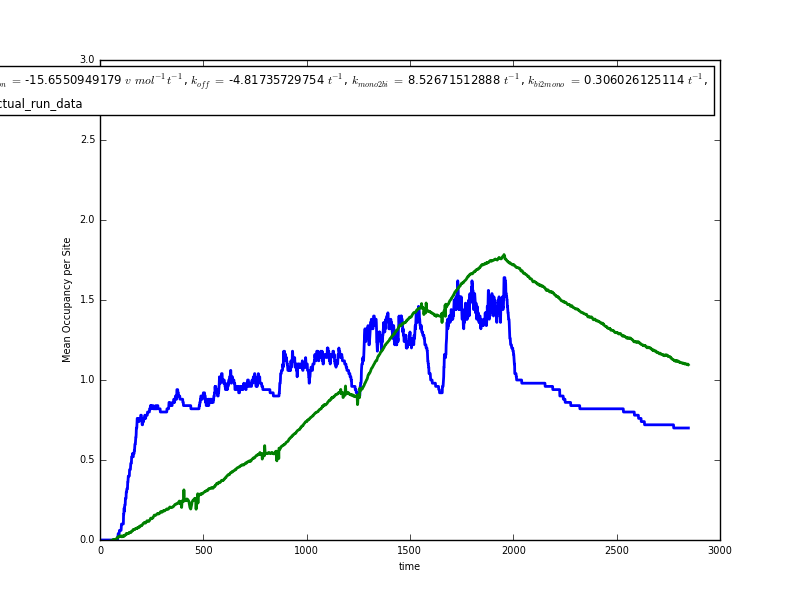 3.0
= -15.6550949179 v mol⁻¹t⁻¹, k_off = -4.81735729754 t⁻¹, k_mono2bi = 8.52671512888 t⁻¹, k_bi2mono = 0.306026125114 t⁻¹,
ctual_run_data
2.5
2.0
1.5
1.0
0.5
0.0
Mean Occupancy per Site
0 500 1000 1500 2000 2500 3000
time